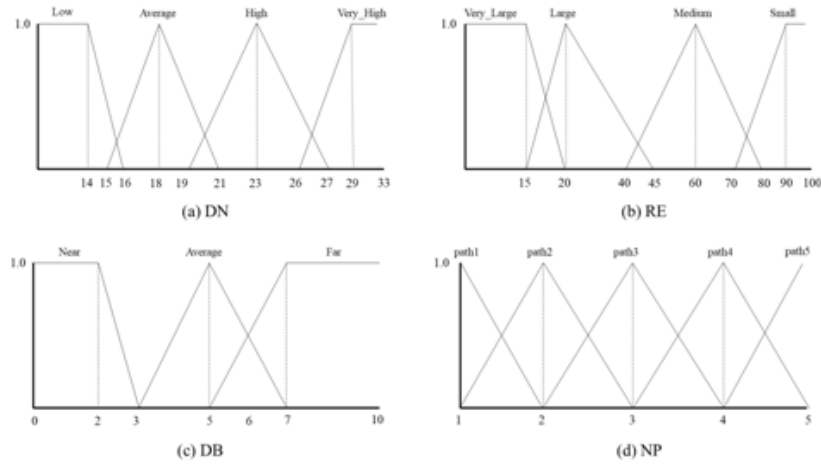 Low Average High Very_High
1.0
14 15 16 18 19 21 23 26 27 29 33
(a) DN
Very_Large Large Medium Small
1.0
15 20 40 45 60 70 80 90 100
(b) RE
Near Average Far
1.0
0 2 3 5 7 10
(c) DB
path1 path2 path3 path4 path5
1.0
1 2 3 4 5
(d) NP